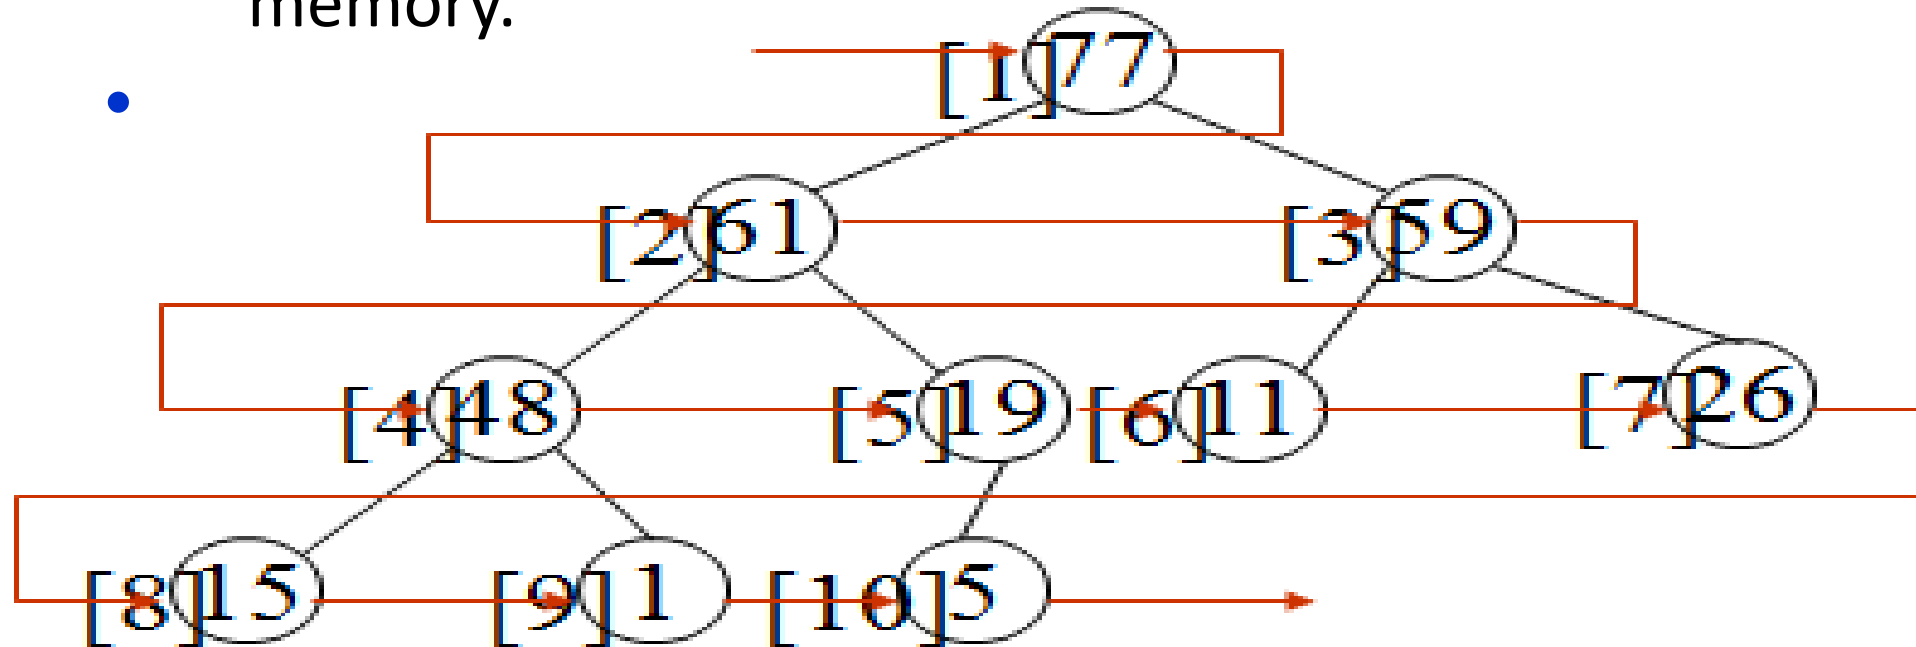 memory.
•
[1] 77
[2] 61 [3] 59
[4] 48 [5] 19 [6] 11 [7] 26
[8] 15 [9] 1 [10] 5